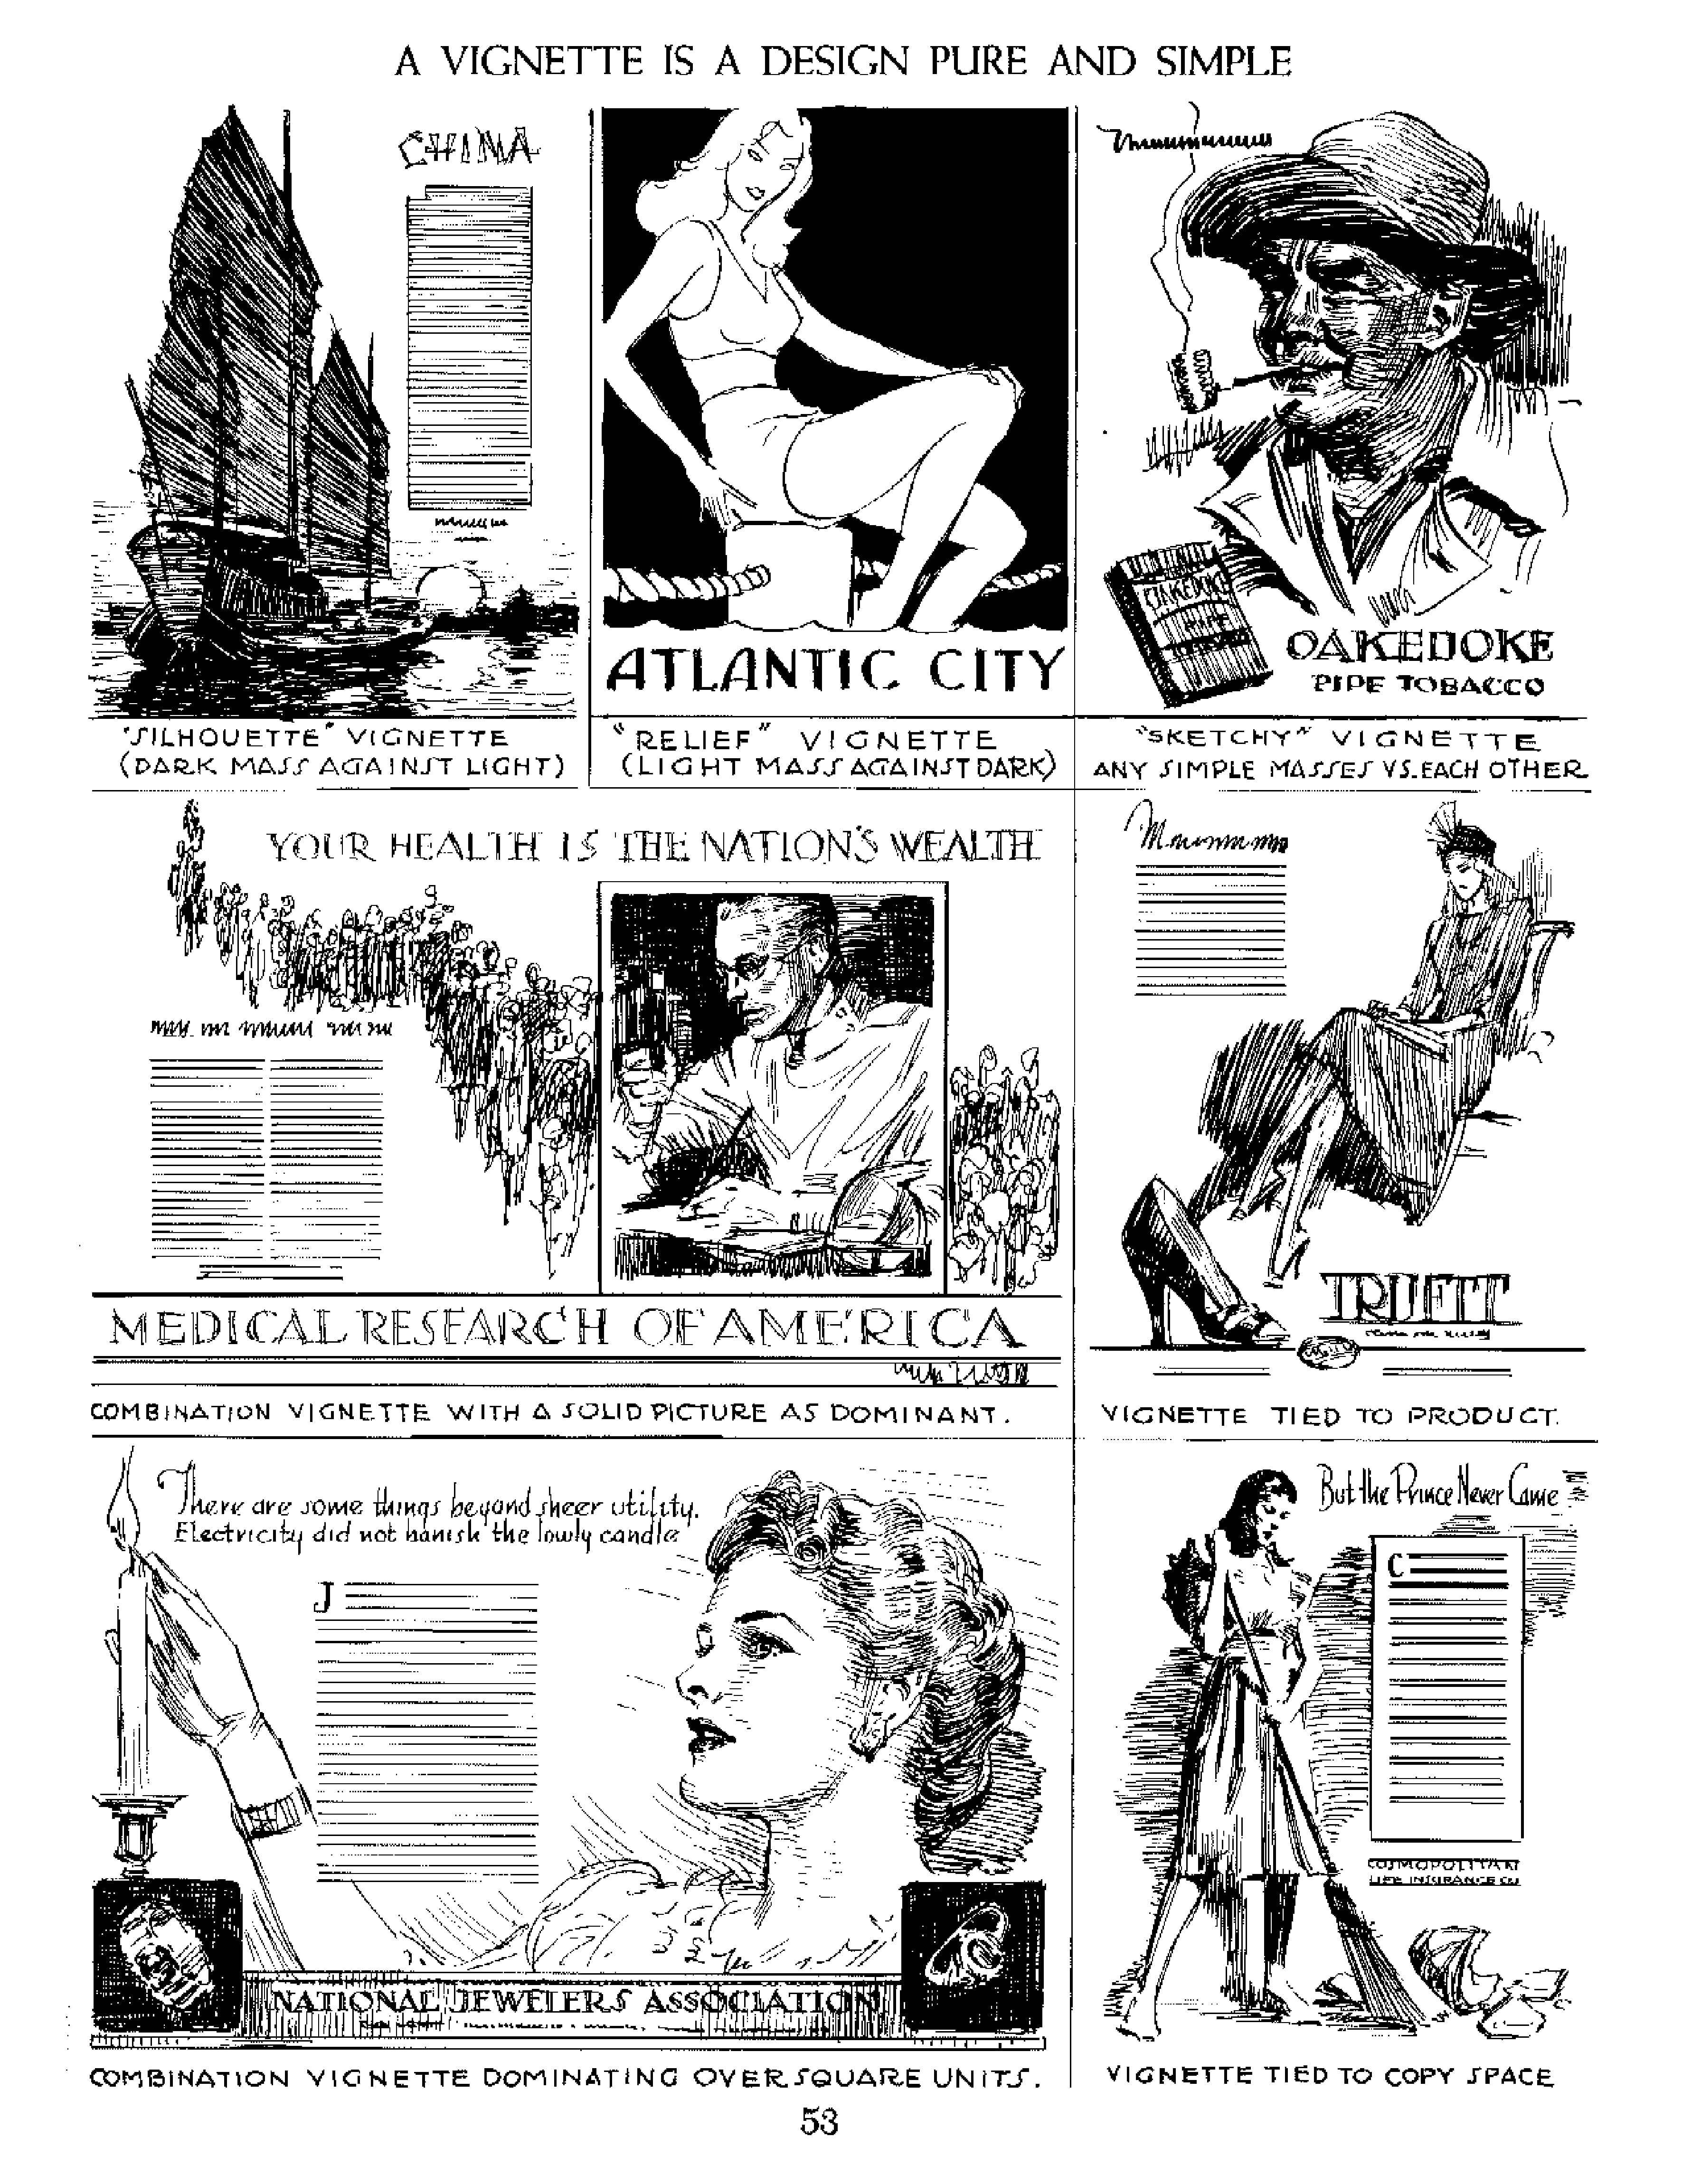 A VIGNETTE IS A DESIGN PURE AND SIMPLE
CHINA
ATLANTIC CITY
OAKEDOKE
PIPE TOBACCO
"SILHOUETTE" VIGNETTE
(DARK MASS AGAINST LIGHT)
"RELIEF" VIGNETTE
(LIGHT MASS AGAINST DARK)
"SKETCHY" VIGNETTE
ANY SIMPLE MASSES VS. EACH OTHER
YOUR HEALTH IS THE NATION'S WEALTH
MEDICAL RESEARCH OF AMERICA
COMBINATION VIGNETTE WITH A SOLID PICTURE AS DOMINANT.
VIGNETTE TIED TO PRODUCT.
There are some things beyond sheer utility.
Electricity did not banish the lowly candle
J
NATIONAL JEWELERS ASSOCIATION
COMBINATION VIGNETTE DOMINATING OVER SQUARE UNITS.
But the Prince Never Came
C
COSMOPOLITAN
LIFE INSURANCE CO
VIGNETTE TIED TO COPY SPACE
53